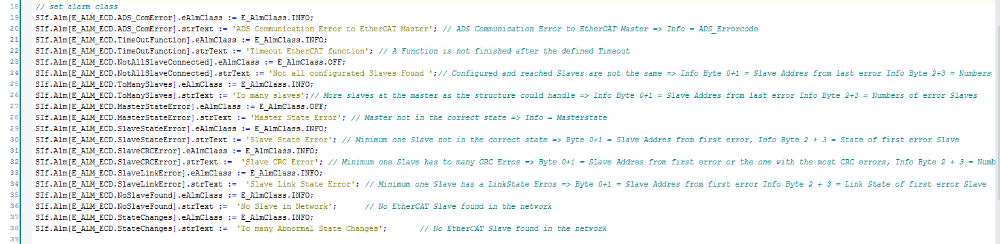 18 // set alarm class
19 SIf.Alm[E_ALM_ECD.ADS_ComError].eAlmClass := E_AlmClass.INFO;
20 SIf.Alm[E_ALM_ECD.ADS_ComError].strText := 'ADS Communication Error to EtherCAT Master'; // ADS Communication Error to EtherCAT Master => Info = ADS_Errorcode
21 SIf.Alm[E_ALM_ECD.TimeOutFunction].eAlmClass := E_AlmClass.INFO;
22 SIf.Alm[E_ALM_ECD.TimeOutFunction].strText := 'Timeout EtherCAT function'; // A Function is not finished after the defined Timeout
23 SIf.Alm[E_ALM_ECD.NotAllSlaveConnected].eAlmClass := E_AlmClass.OFF;
24 SIf.Alm[E_ALM_ECD.NotAllSlaveConnected].strText := 'Not all configurated Slaves Found ';// Configured and reached Slaves are not the same => Info Byte 0+1 = Slave Addres from last error Info Byte 2+3 = Numbers
25 SIf.Alm[E_ALM_ECD.ToManySlaves].eAlmClass := E_AlmClass.INFO;
26 SIf.Alm[E_ALM_ECD.ToManySlaves].strText := 'To many slaves';// More slaves at the master as the structure could handle => Info Byte 0+1 = Slave Addres from last error Info Byte 2+3 = Numbers of error Slaves
27 SIf.Alm[E_ALM_ECD.MasterStateError].eAlmClass := E_AlmClass.OFF;
28 SIf.Alm[E_ALM_ECD.MasterStateError].strText := 'Master State Error'; // Master not in the correct state => Info = Masterstate
29 SIf.Alm[E_ALM_ECD.SlaveStateError].eAlmClass := E_AlmClass.INFO;
30 SIf.Alm[E_ALM_ECD.SlaveStateError].strText := 'Slave State Error'; // Minimum one Slave not in the correct state => Byte 0+1 = Slave Addres from first error, Info Byte 2 + 3 = State of first error Slave
31 SIf.Alm[E_ALM_ECD.SlaveCRCError].eAlmClass := E_AlmClass.INFO;
32 SIf.Alm[E_ALM_ECD.SlaveCRCError].strText :=  'Slave CRC Error'; // Minimum one Slave has to many CRC Erros => Byte 0+1 = Slave Addres from first error or the one with the most CRC errors, Info Byte 2 + 3 = Numb
33 SIf.Alm[E_ALM_ECD.SlaveLinkError].eAlmClass := E_AlmClass.INFO;
34 SIf.Alm[E_ALM_ECD.SlaveLinkError].strText :=  'Slave Link State Error'; // Minimum one Slave has a LinkState Erros => Byte 0+1 = Slave Addres from first error Info Byte 2 + 3 = Link State of first error Slave
35 SIf.Alm[E_ALM_ECD.NoSlaveFound].eAlmClass := E_AlmClass.INFO;
36 SIf.Alm[E_ALM_ECD.NoSlaveFound].strText :=  'No Slave in Network';      // No EtherCAT Slave found in the network
37 SIf.Alm[E_ALM_ECD.StateChanges].eAlmClass := E_AlmClass.INFO;
38 SIf.Alm[E_ALM_ECD.StateChanges].strText :=  'To many Abnormal State Changes';       // No EtherCAT Slave found in the network
39